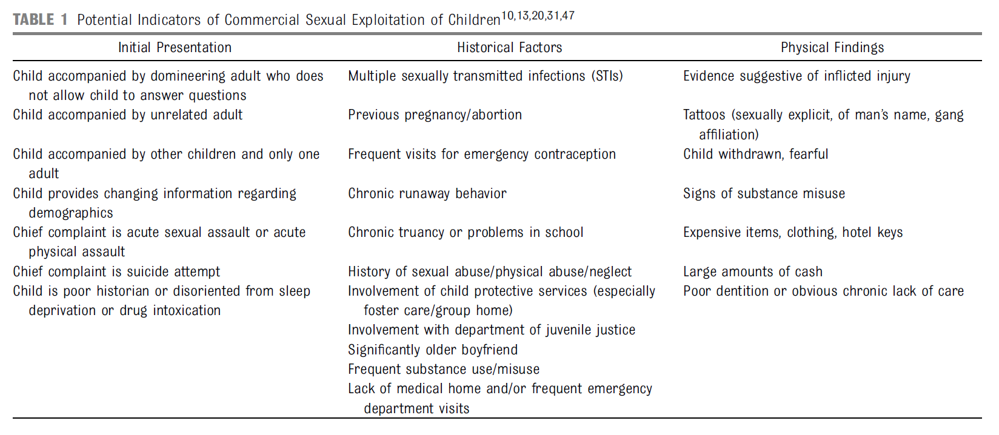 TABLE 1 Potential Indicators of Commercial Sexual Exploitation of Children10,13,20,31,47
Initial Presentation
Historical Factors
Physical Findings
Child accompanied by domineering adult who does
not allow child to answer questions
Multiple sexually transmitted infections (STIs)
Evidence suggestive of inflicted injury
Child accompanied by unrelated adult
Previous pregnancy/abortion
Tattoos (sexually explicit, of man's name, gang
affiliation)
Child accompanied by other children and only one
adult
Frequent visits for emergency contraception
Child withdrawn, fearful
Child provides changing information regarding
demographics
Chronic runaway behavior
Signs of substance misuse
Chief complaint is acute sexual assault or acute
physical assault
Chronic truancy or problems in school
Expensive items, clothing, hotel keys
Chief complaint is suicide attempt
History of sexual abuse/physical abuse/neglect
Large amounts of cash
Child is poor historian or disoriented from sleep
deprivation or drug intoxication
Involvement of child protective services (especially
foster care/group home)
Poor dentition or obvious chronic lack of care
Involvement with department of juvenile justice
Significantly older boyfriend
Frequent substance use/misuse
Lack of medical home and/or frequent emergency
department visits